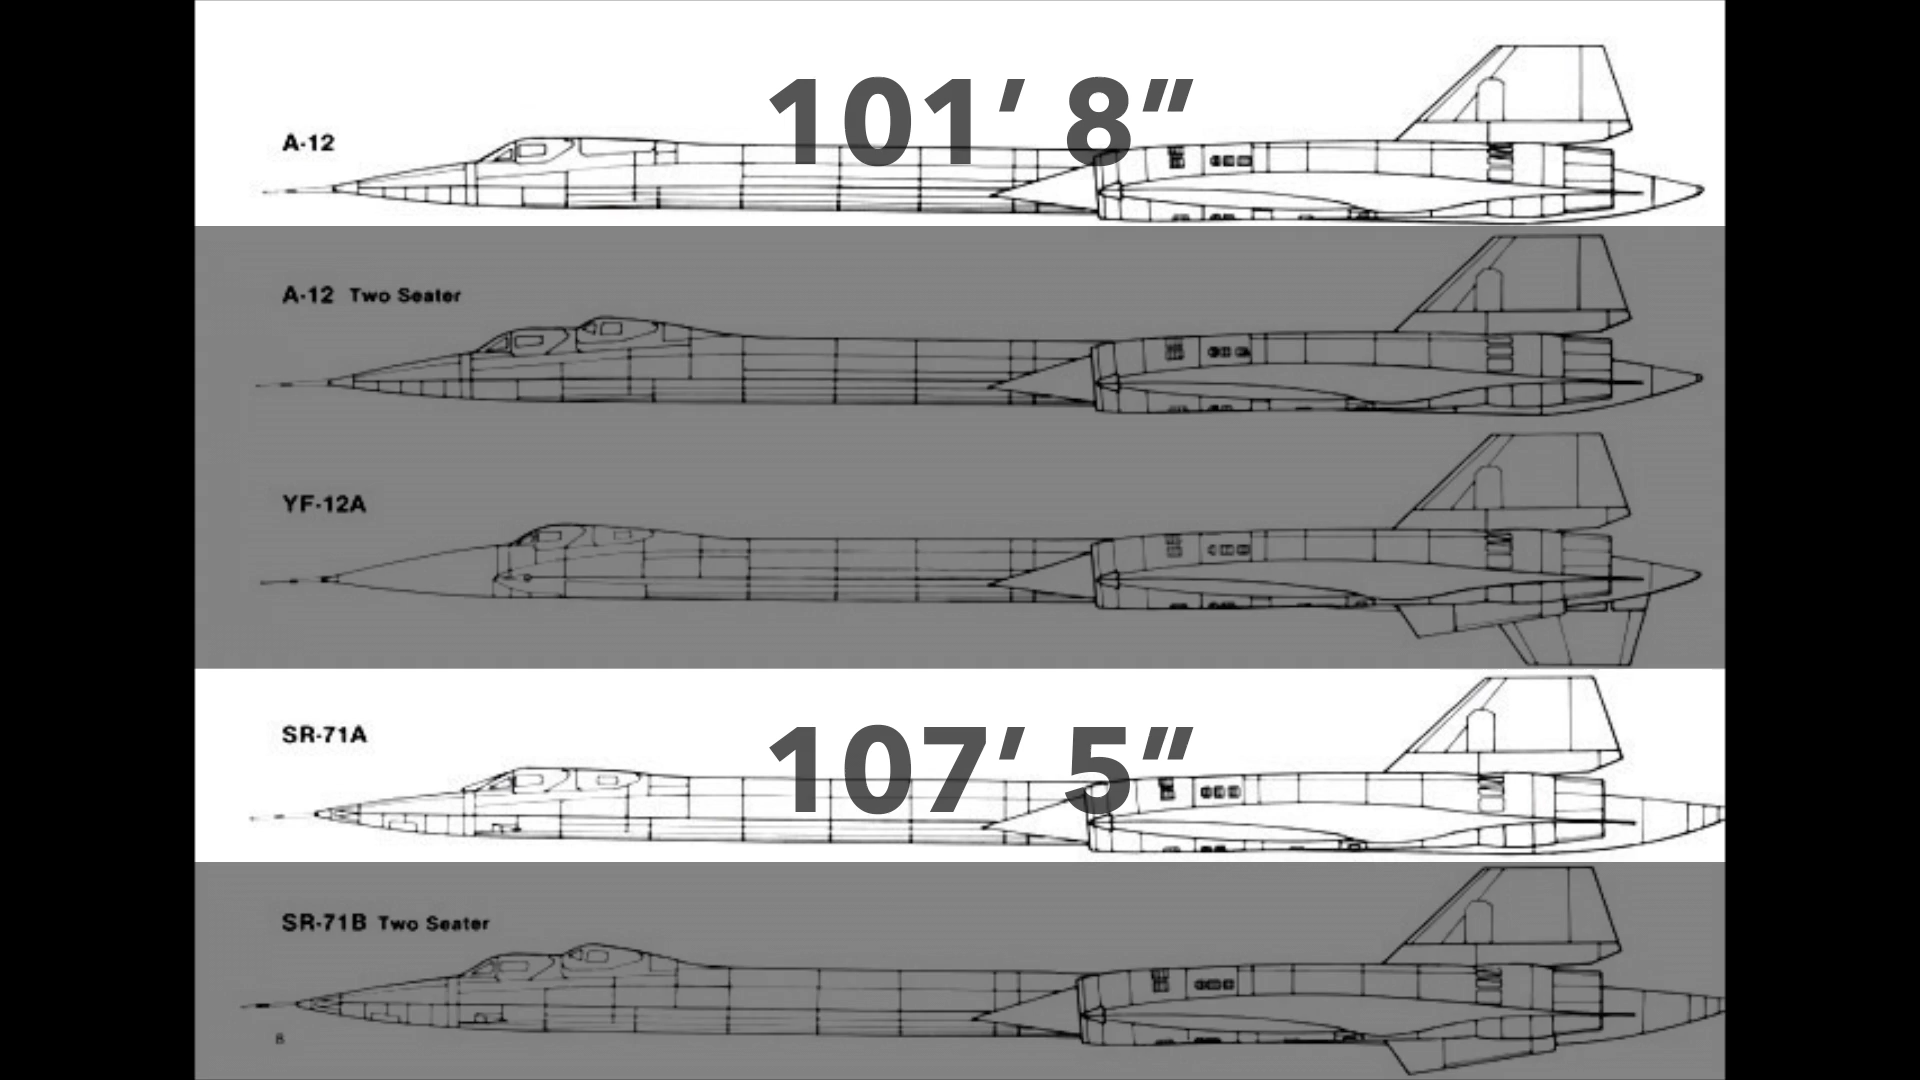 101′ 8″
A-12
A-12 Two Seater
YF-12A
SR-71A
107′ 5″
SR-71B Two Seater
8